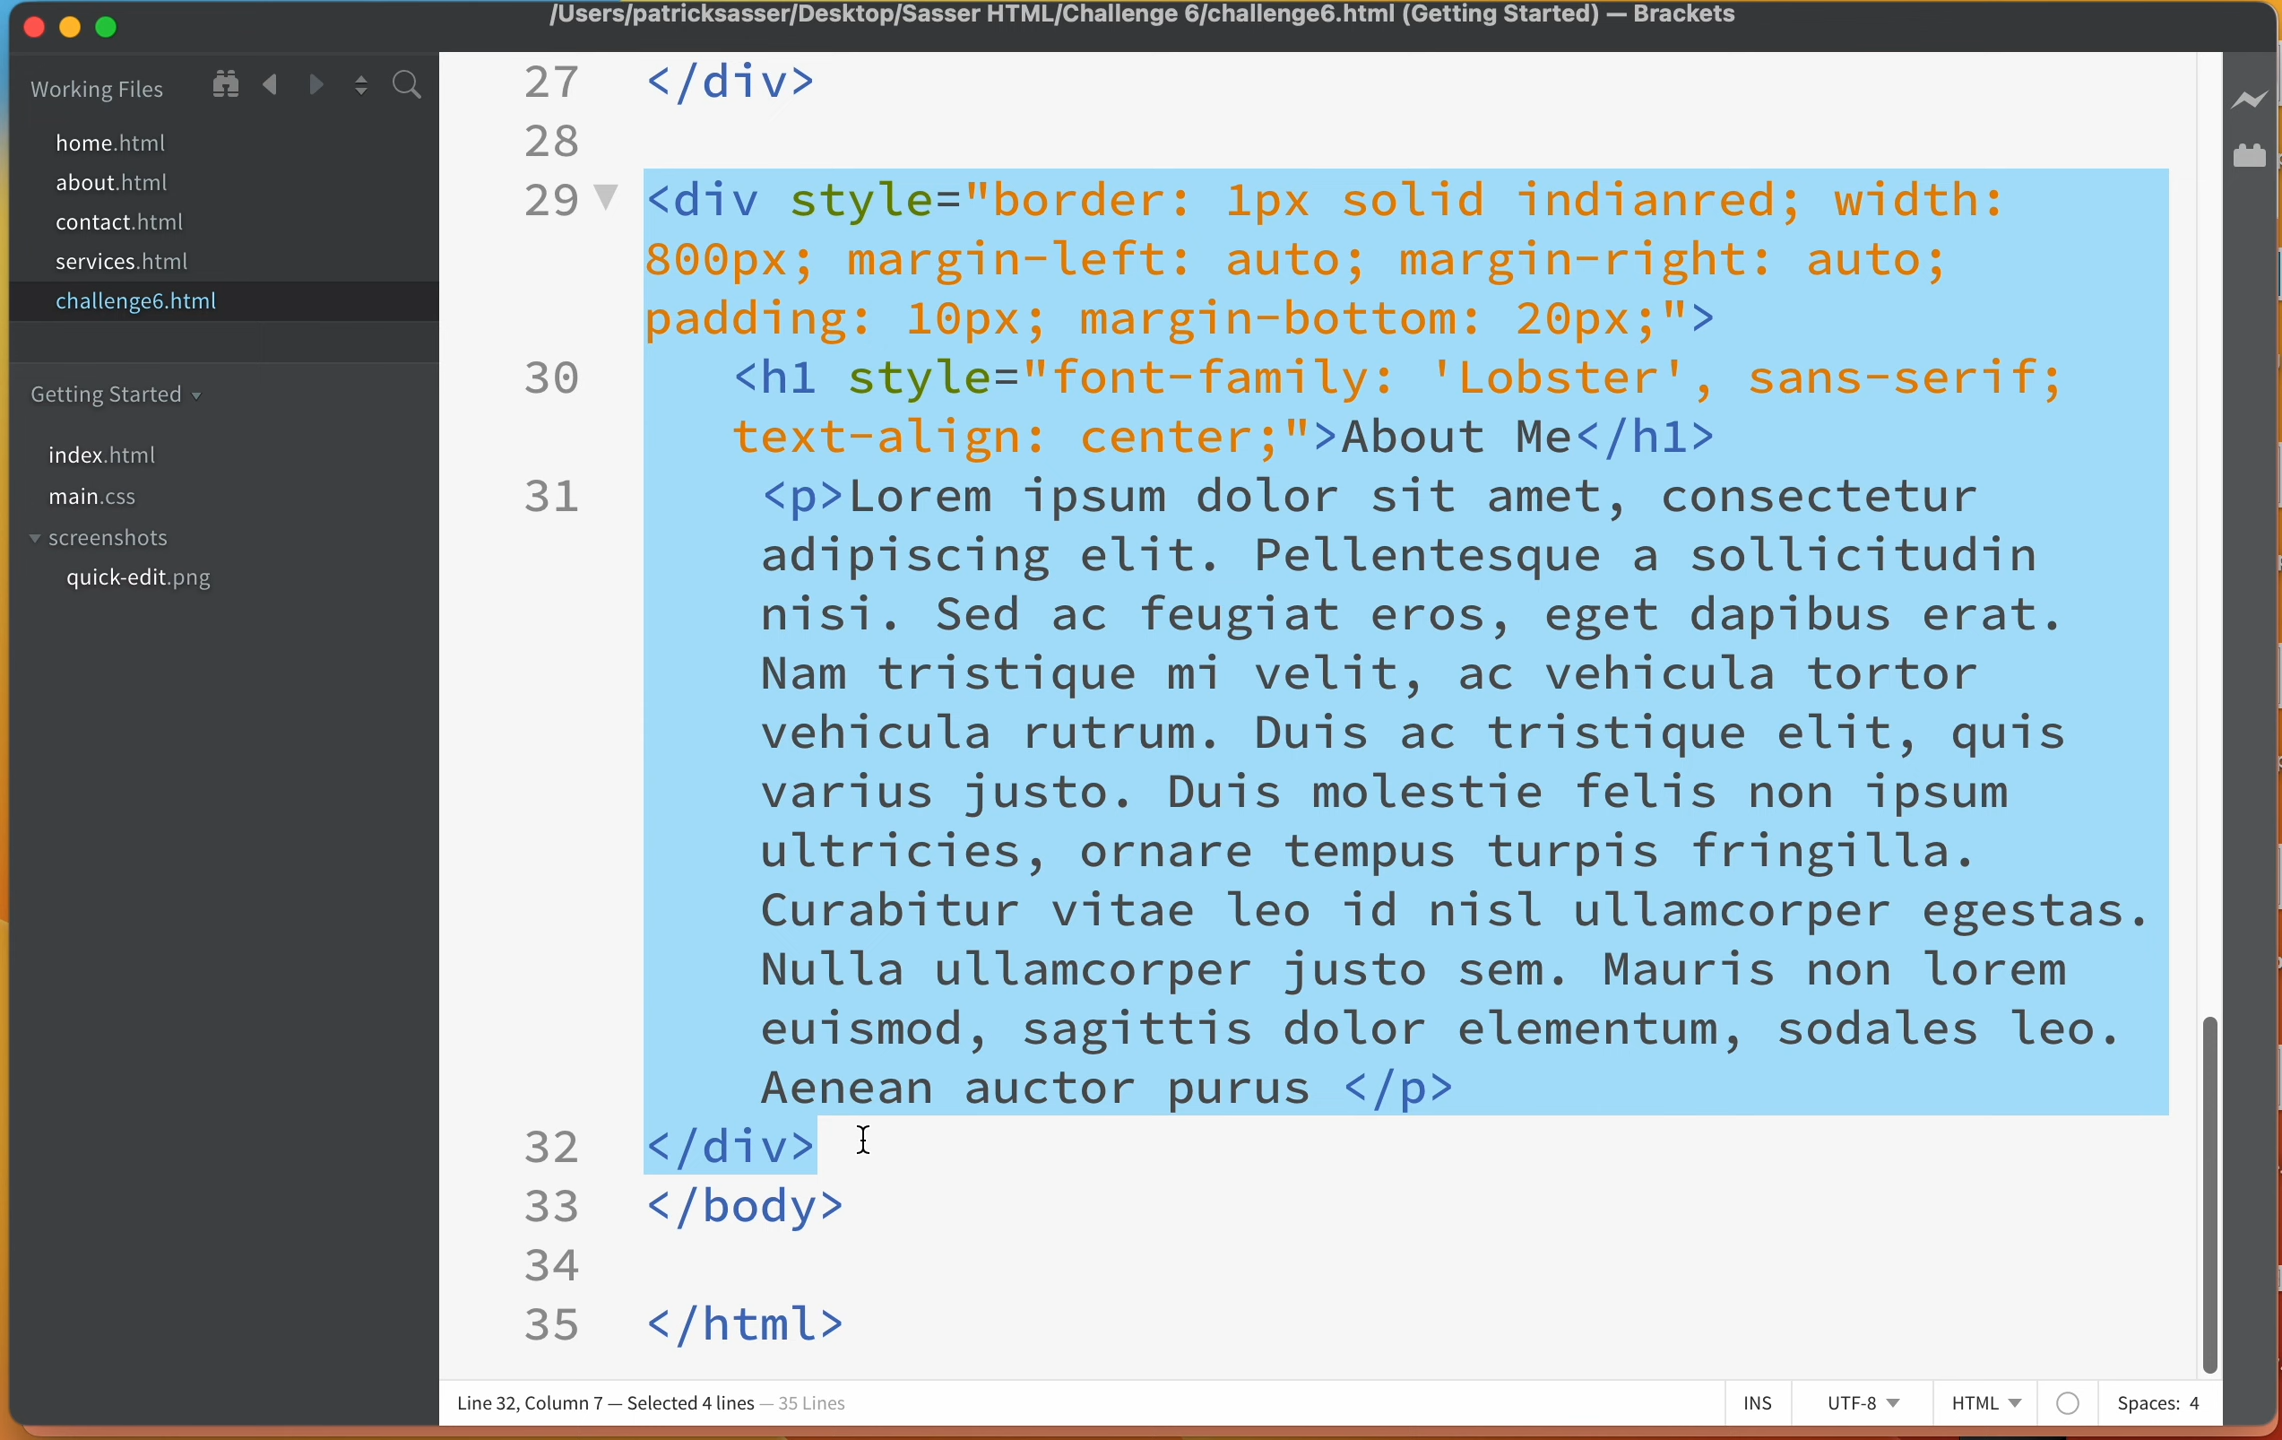 /Users/patricksasser/Desktop/Sasser HTML/Challenge 6/challenge6.html (Getting Started) — Brackets
Working Files
home.html
about.html
contact.html
services.html
challenge6.html
Getting Started
index.html
main.css
screenshots
quick-edit.png
27 </div>
28
29 <div style="border: 1px solid indianred; width:
800px; margin-left: auto; margin-right: auto;
padding: 10px; margin-bottom: 20px;">
30 <h1 style="font-family: 'Lobster', sans-serif;
text-align: center;">About Me</h1>
31 <p>Lorem ipsum dolor sit amet, consectetur
adipiscing elit. Pellentesque a sollicitudin
nisi. Sed ac feugiat eros, eget dapibus erat.
Nam tristique mi velit, ac vehicula tortor
vehicula rutrum. Duis ac tristique elit, quis
varius justo. Duis molestie felis non ipsum
ultricies, ornare tempus turpis fringilla.
Curabitur vitae leo id nisl ullamcorper egestas.
Nulla ullamcorper justo sem. Mauris non lorem
euismod, sagittis dolor elementum, sodales leo.
Aenean auctor purus </p>
32 </div>
33 </body>
34
35 </html>
Line 32, Column 7 — Selected 4 lines — 35 Lines
INS
UTF-8
HTML
Spaces: 4